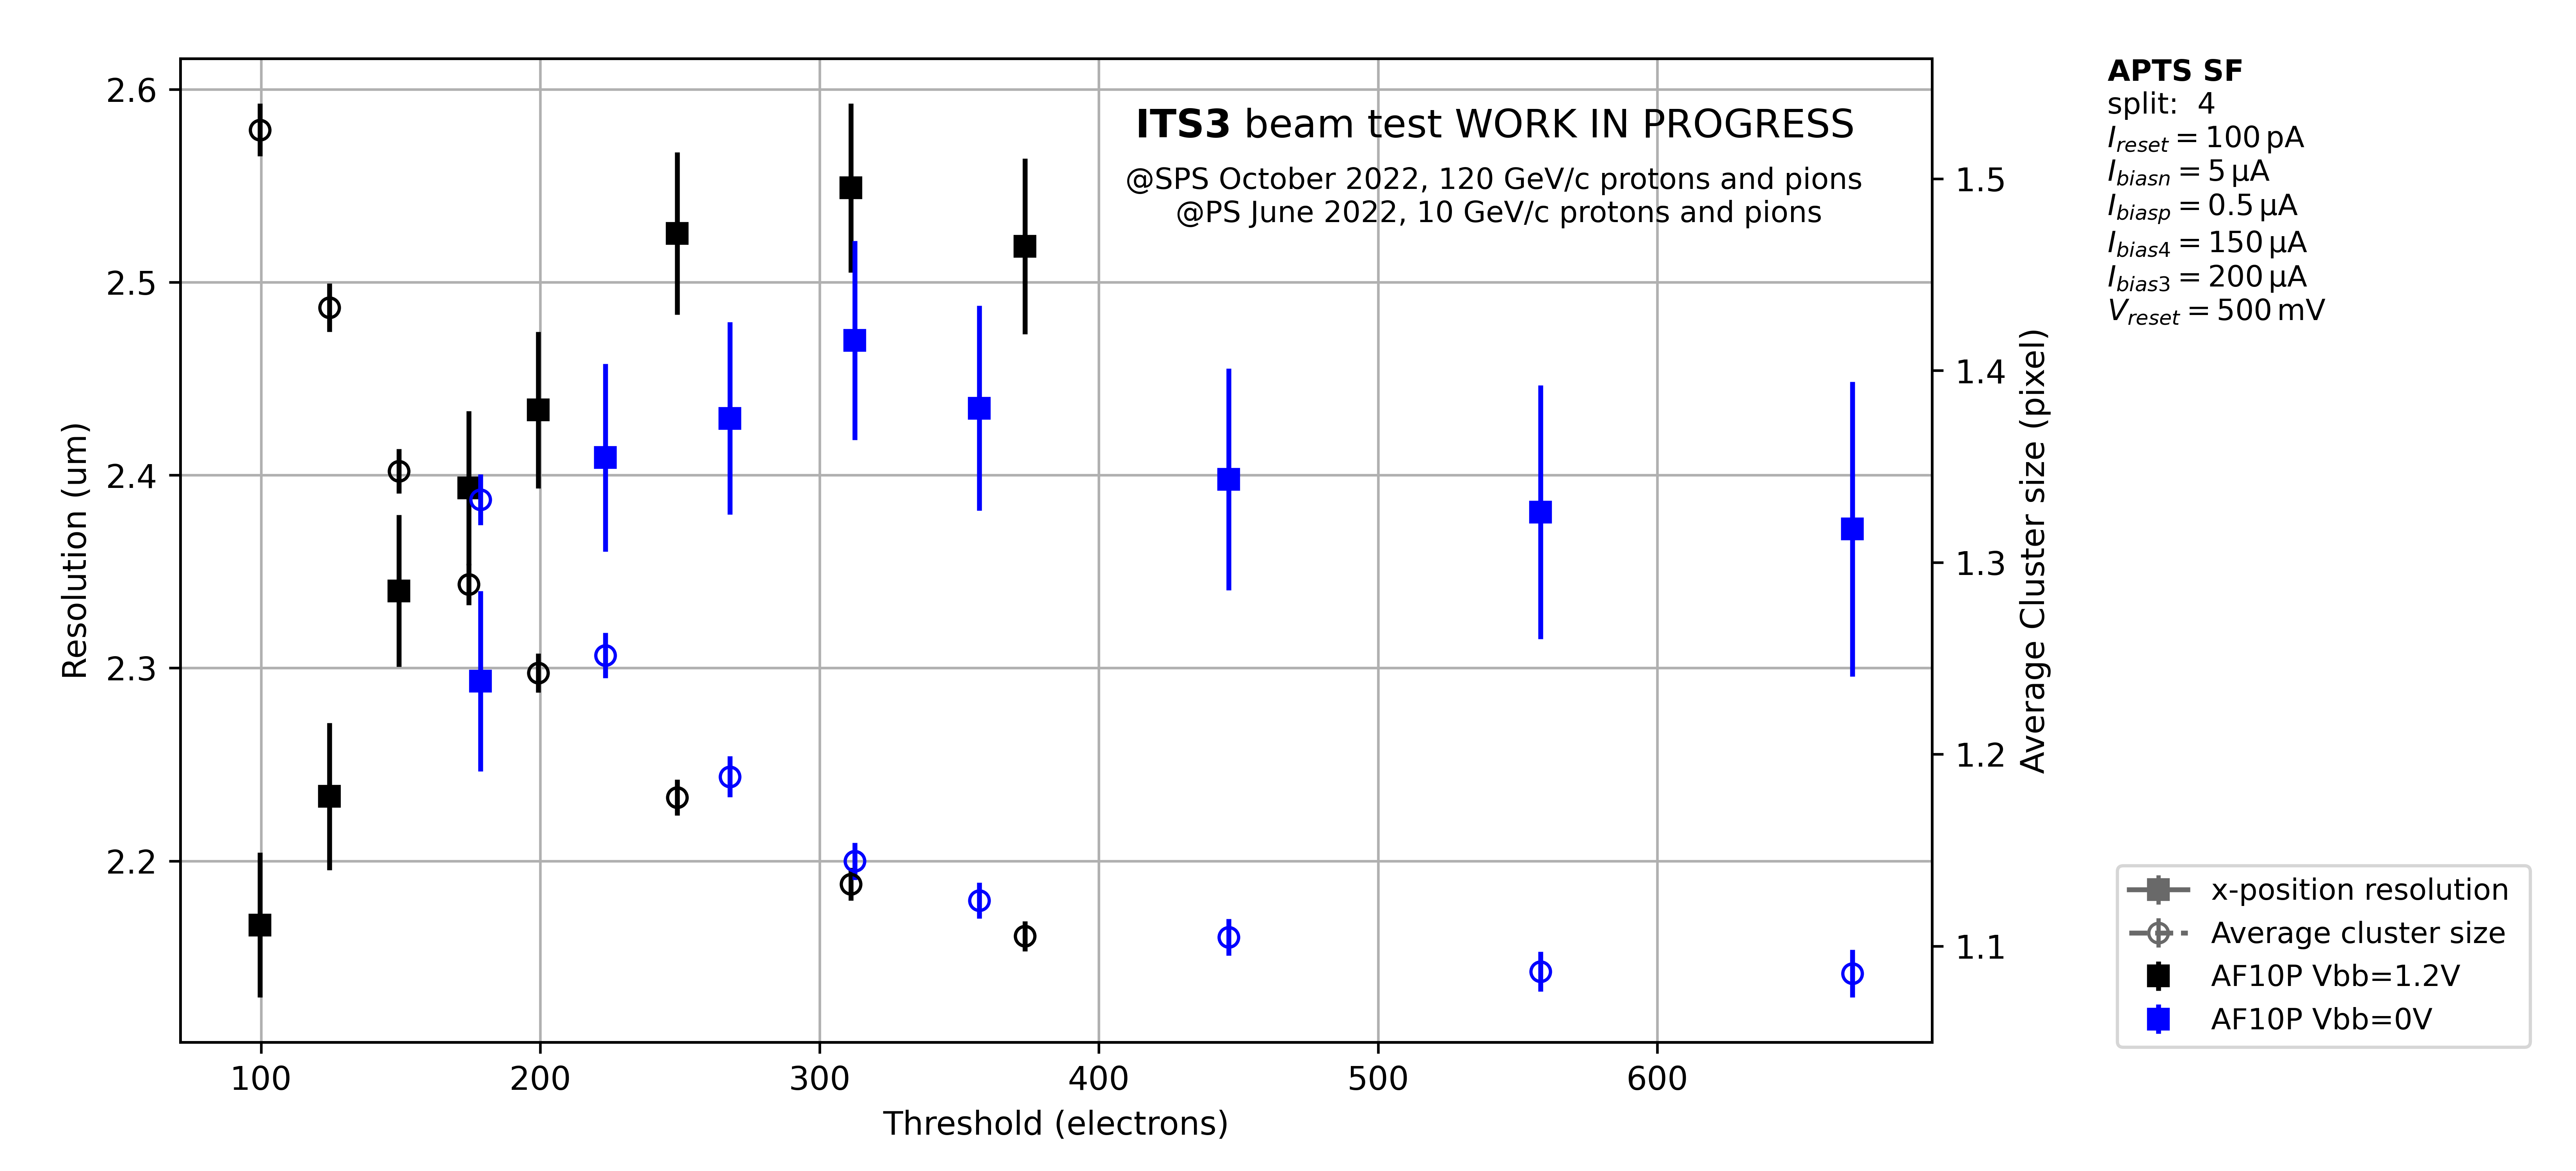 2.6
2.5
2.4
2.3
2.2
Resolution (um)
100
200
300
400
500
600
Threshold (electrons)
ITS3 beam test WORK IN PROGRESS
@SPS October 2022, 120 GeV/c protons and pions
@PS June 2022, 10 GeV/c protons and pions
1.5
1.4
1.3
1.2
1.1
Average Cluster size (pixel)
APTS SF
split: 4
I_reset = 100 pA
I_biasn = 5 μA
I_biasp = 0.5 μA
I_bias4 = 150 μA
I_bias3 = 200 μA
V_reset = 500 mV
x-position resolution
Average cluster size
AF10P Vbb=1.2V
AF10P Vbb=0V